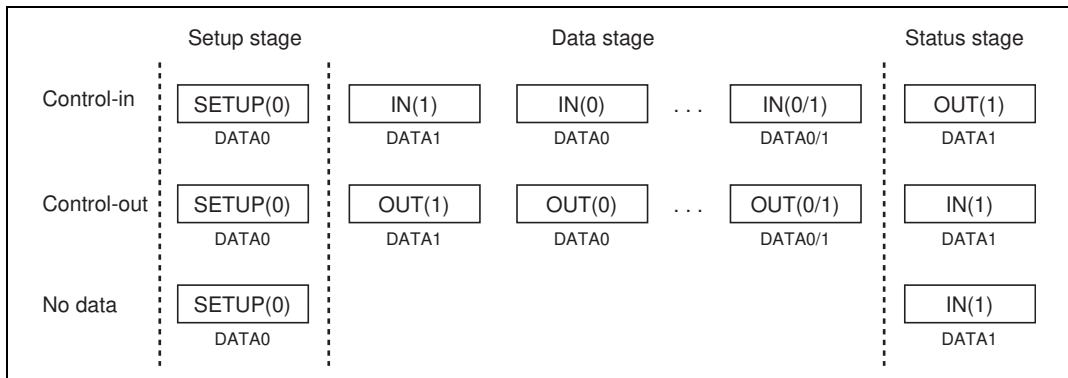 Setup stage Data stage Status stage
Control-in SETUP(0) IN(1) IN(0) . . . IN(0/1) OUT(1)
DATA0 DATA1 DATA0 DATA0/1 DATA1
Control-out SETUP(0) OUT(1) OUT(0) . . . OUT(0/1) IN(1)
DATA0 DATA1 DATA0 DATA0/1 DATA1
No data SETUP(0) IN(1)
DATA0 DATA1